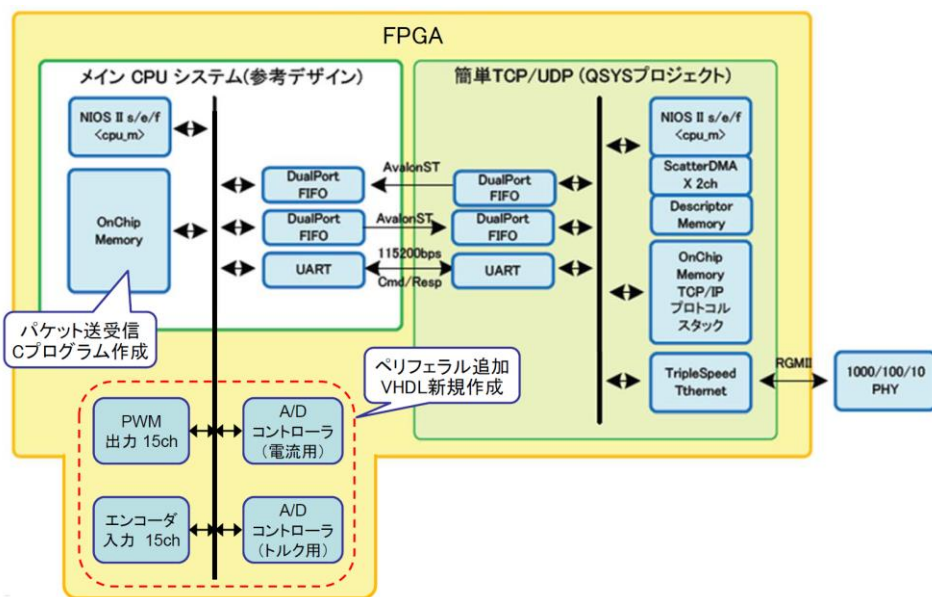 FPGA
メイン CPU システム(参考デザイン)
NIOS II s/e/f
<cpu_m>
OnChip
Memory
DualPort
FIFO
DualPort
FIFO
UART
AvalonST
AvalonST
115200bps
Cmd/Resp
簡単TCP/UDP (QSYSプロジェクト)
DualPort
FIFO
DualPort
FIFO
UART
NIOS II s/e/f
<cpu_m>
ScatterDMA
X 2ch
Descriptor
Memory
OnChip
Memory
TCP/IP
プロトコル
スタック
TripleSpeed
Tthernet
RGMII
1000/100/10
PHY
パケット送受信
Cプログラム作成
ペリフェラル追加
VHDL新規作成
PWM
出力 15ch
A/D
コントローラ
(電流用)
エンコーダ
入力 15ch
A/D
コントローラ
(トルク用)